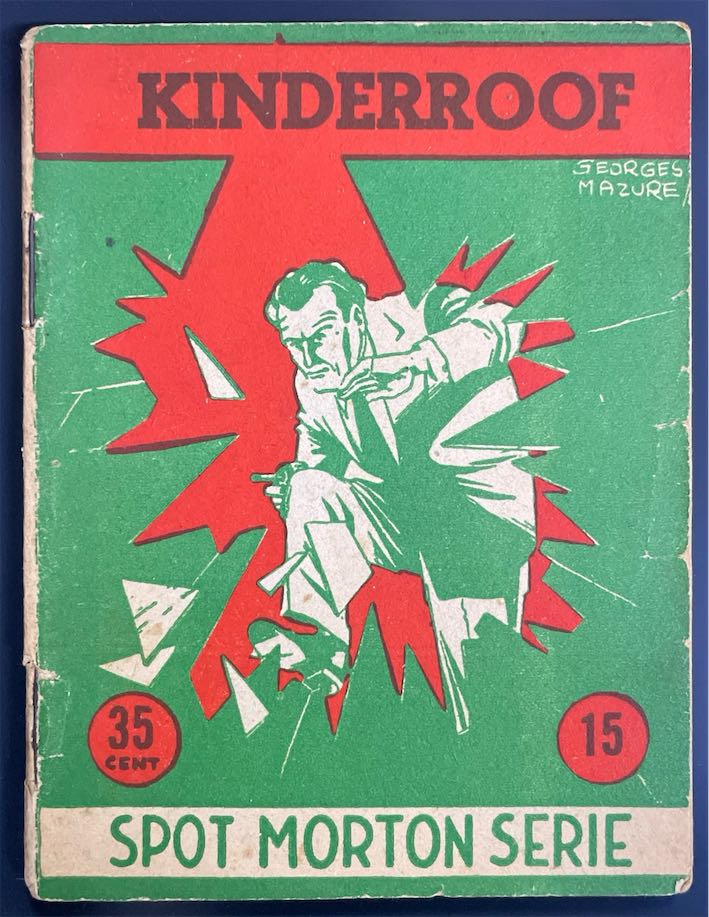 KINDERROOF
GEORGES
MAZURE
35
CENT
15
SPOT MORTON SERIE